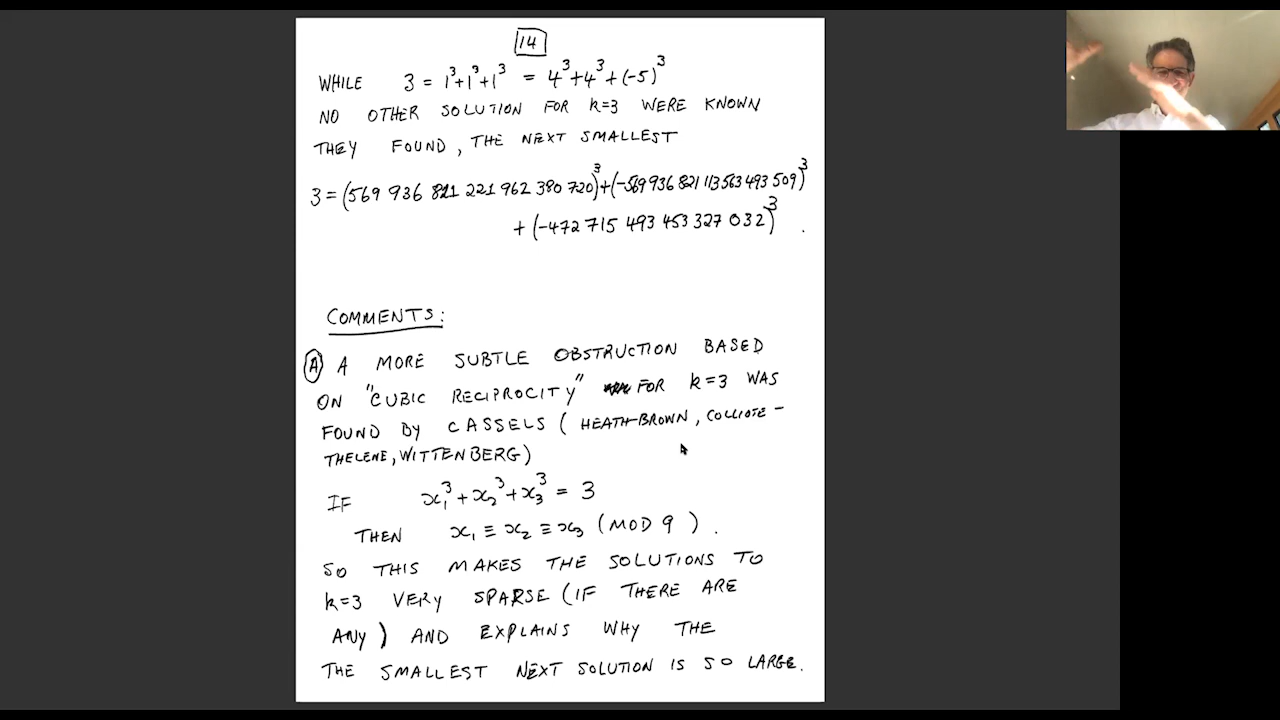 14
WHILE 3 = 1³+1³+1³ = 4³+4³+(-5)³
NO OTHER SOLUTION FOR k=3 WERE KNOWN
THEY FOUND, THE NEXT SMALLEST
3 = (569 936 821 221 962 380 720)³+(-569 936 821 113 563 493 509)³
+ (-472 715 493 453 327 032)³ .
COMMENTS:
(A) A MORE SUBTLE OBSTRUCTION BASED
ON "CUBIC RECIPROCITY" FOR k=3 WAS
FOUND BY CASSELS ( HEATH-BROWN, COLLIOTE-
THELENE, WITTENBERG)
IF x₁³+x₂³+x₃³ = 3
THEN x₁ ≡ x₂ ≡ x₃ (MOD 9 ) .
SO THIS MAKES THE SOLUTIONS TO
k=3 VERY SPARSE (IF THERE ARE
ANY) AND EXPLAINS WHY THE
THE SMALLEST NEXT SOLUTION IS SO LARGE.